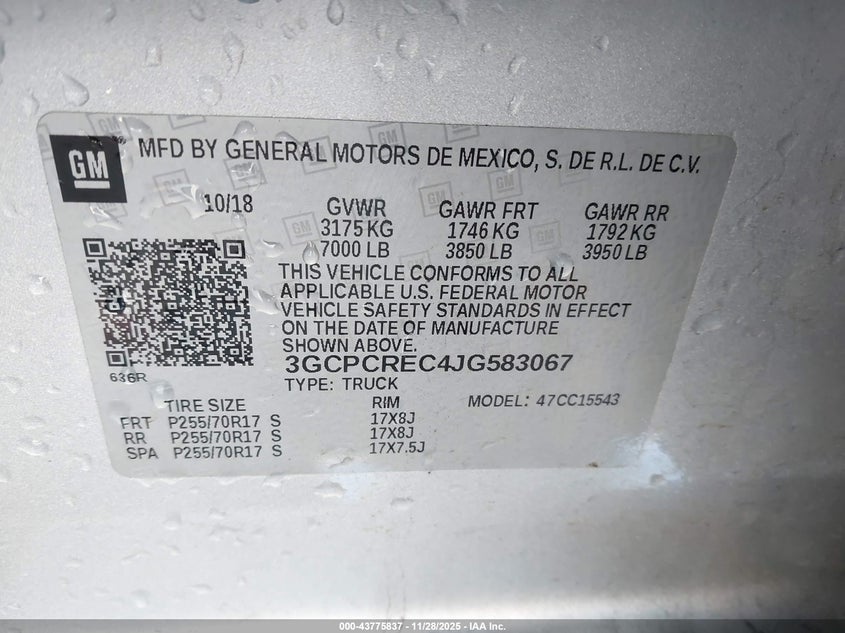 GM MFD BY GENERAL MOTORS DE MEXICO, S. DE R.L. DE C.V.
10/18 GVWR GAWR FRT GAWR RR
3175 KG 1746 KG 1792 KG
7000 LB 3850 LB 3950 LB
THIS VEHICLE CONFORMS TO ALL
APPLICABLE U.S. FEDERAL MOTOR
VEHICLE SAFETY STANDARDS IN EFFECT
ON THE DATE OF MANUFACTURE
SHOWN ABOVE.
3GCPCREC4JG583067
636R TYPE: TRUCK
TIRE SIZE RIM MODEL: 47CC15543
FRT P255/70R17 S 17X8J
RR P255/70R17 S 17X8J
SPA P255/70R17 S 17X7.5J
000-43775837 - 11/28/2025 - IAA Inc.